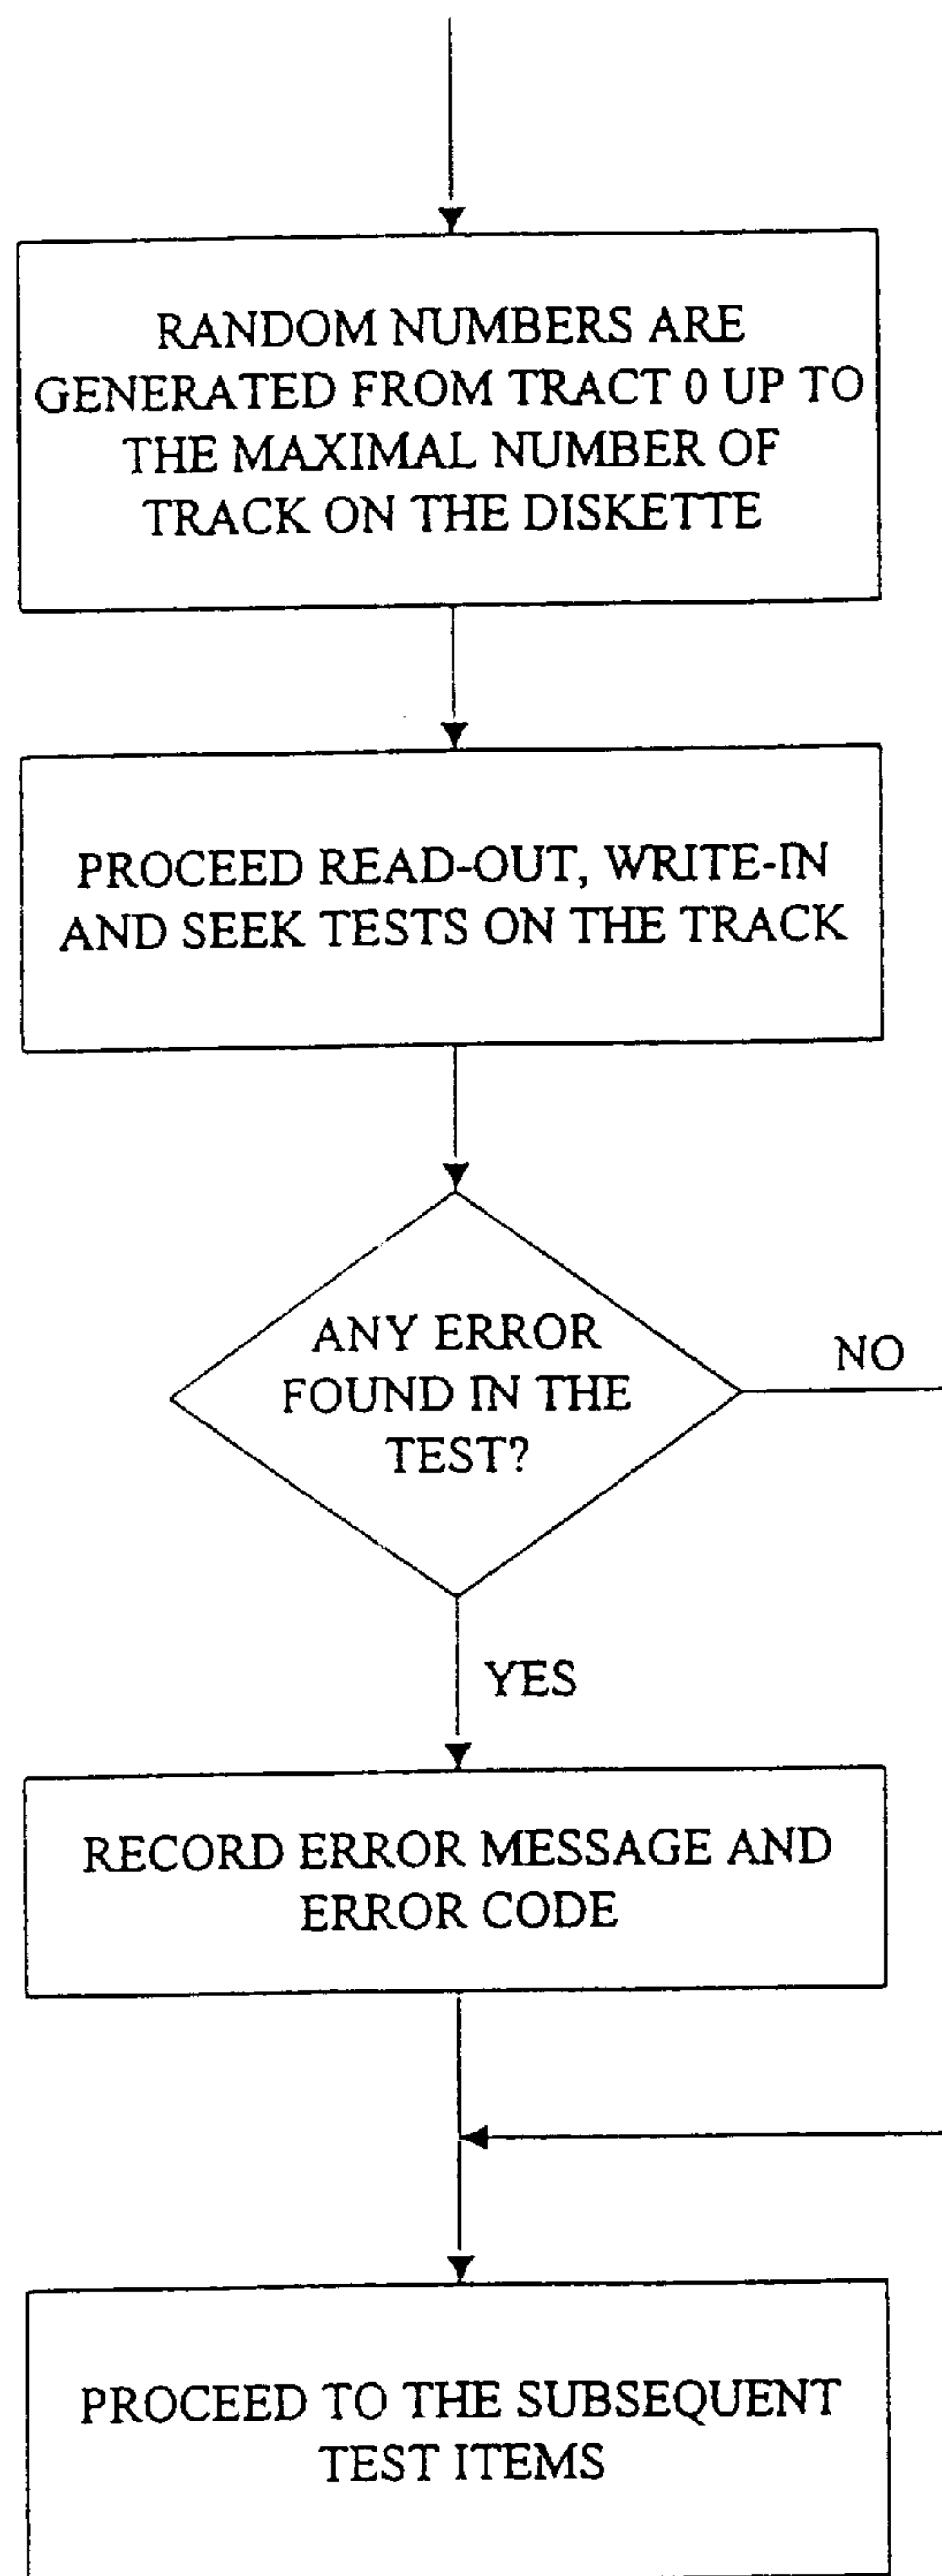 RANDOM NUMBERS ARE
GENERATED FROM TRACT 0 UP TO
THE MAXIMAL NUMBER OF
TRACK ON THE DISKETTE
PROCEED READ-OUT, WRITE-IN
AND SEEK TESTS ON THE TRACK
ANY ERROR
FOUND IN THE
TEST?
NO
YES
RECORD ERROR MESSAGE AND
ERROR CODE
PROCEED TO THE SUBSEQUENT
TEST ITEMS